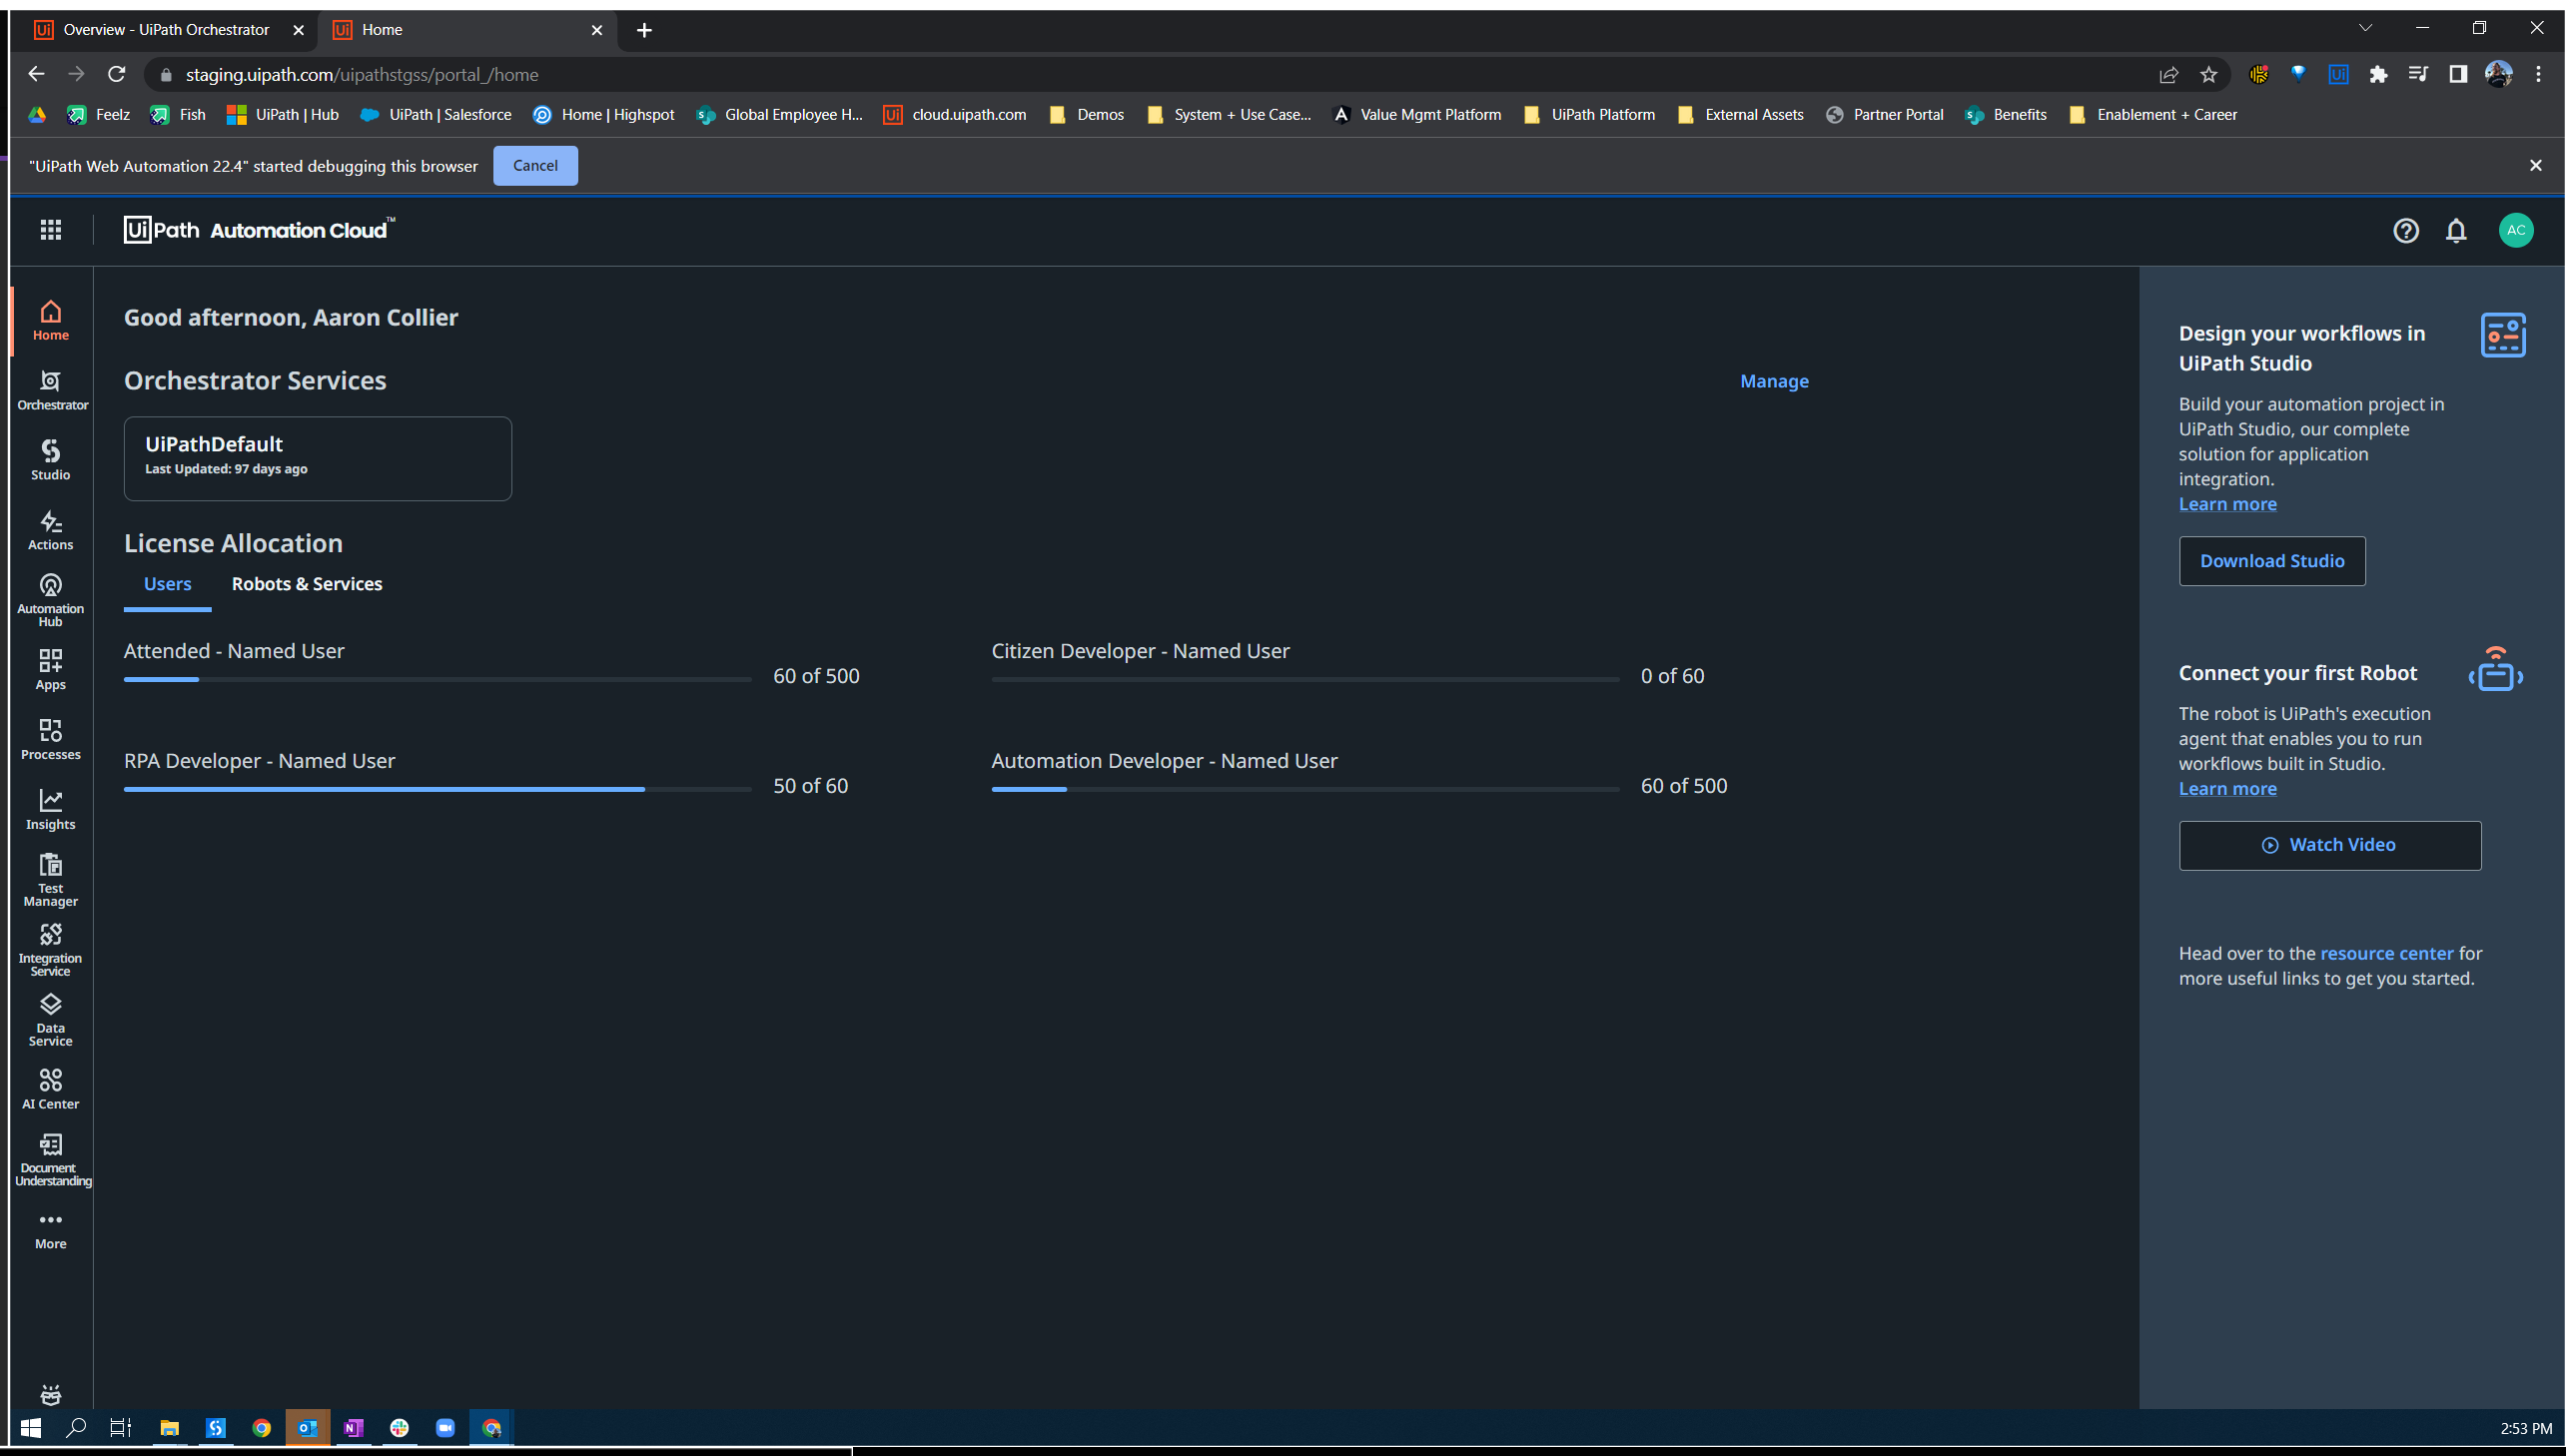 Overview - UiPath Orchestrator
Home
staging.uipath.com/uipathstgss/portal_/home
Feelz
Fish
UiPath | Hub
UiPath | Salesforce
Home | Highspot
Global Employee H...
cloud.uipath.com
Demos
System + Use Case...
Value Mgmt Platform
UiPath Platform
External Assets
Partner Portal
Benefits
Enablement + Career
"UiPath Web Automation 22.4" started debugging this browser
Cancel
UiPath Automation Cloud™
AC
Home
Orchestrator
Studio
Actions
Automation
Hub
Apps
Processes
Insights
Test
Manager
Integration
Service
Data
Service
AI Center
Document
Understanding
More
Good afternoon, Aaron Collier
Orchestrator Services
Manage
UiPathDefault
Last Updated: 97 days ago
License Allocation
Users
Robots & Services
Attended - Named User
60 of 500
Citizen Developer - Named User
0 of 60
RPA Developer - Named User
50 of 60
Automation Developer - Named User
60 of 500
Design your workflows in
UiPath Studio
Build your automation project in
UiPath Studio, our complete
solution for application
integration.
Learn more
Download Studio
Connect your first Robot
The robot is UiPath's execution
agent that enables you to run
workflows built in Studio.
Learn more
Watch Video
Head over to the resource center for
more useful links to get you started.
2:53 PM